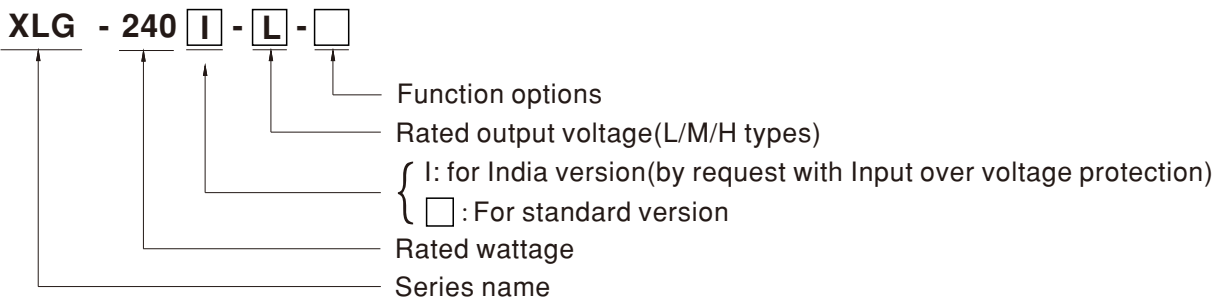 XLG - 240 I - L - □
Function options
Rated output voltage(L/M/H types)
I: for India version(by request with Input over voltage protection)
□ : For standard version
Rated wattage
Series name